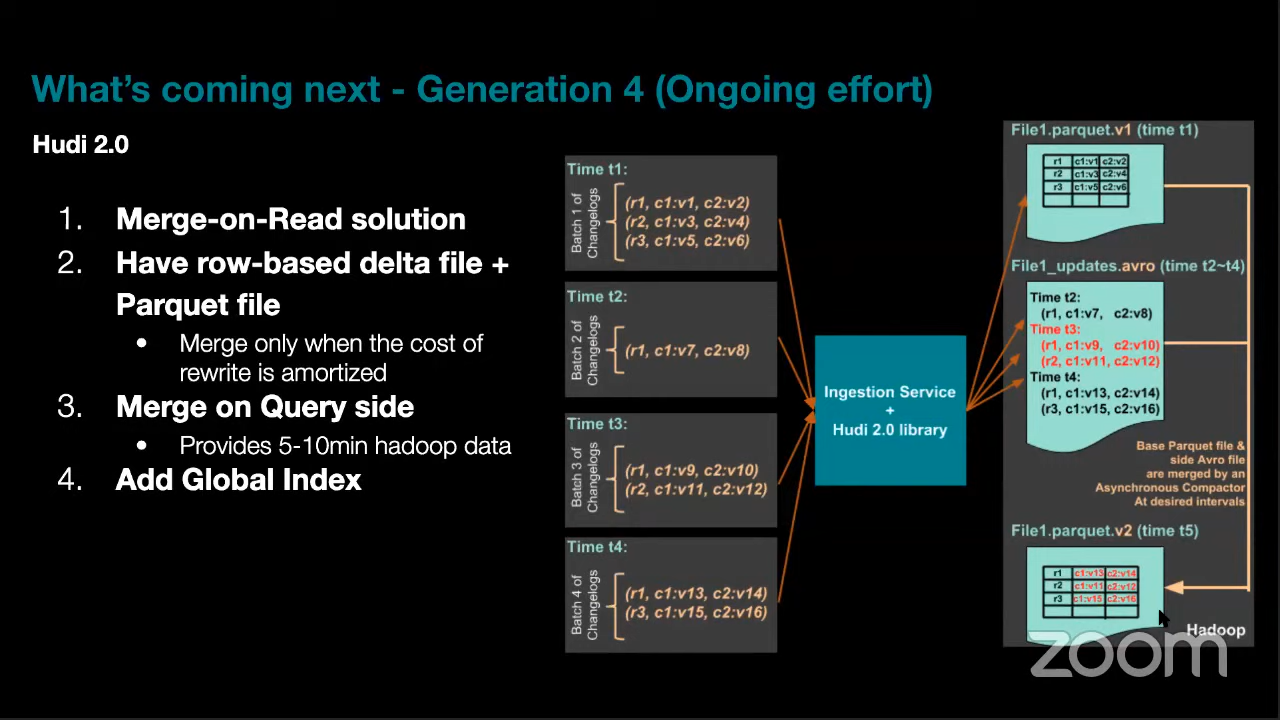 What's coming next - Generation 4 (Ongoing effort)
Hudi 2.0
1. Merge-on-Read solution
2. Have row-based delta file +
Parquet file
• Merge only when the cost of
rewrite is amortized
3. Merge on Query side
• Provides 5-10min hadoop data
4. Add Global Index
Time t1:
Batch 1 of
Changelogs
(r1, c1:v1, c2:v2)
(r2, c1:v3, c2:v4)
(r3, c1:v5, c2:v6)
Time t2:
Batch 2 of
Changelogs
(r1, c1:v7, c2:v8)
Time t3:
Batch 3 of
Changelogs
(r1, c1:v9, c2:v10)
(r2, c1:v11, c2:v12)
Time t4:
Batch 4 of
Changelogs
(r1, c1:v13, c2:v14)
(r3, c1:v15, c2:v16)
Ingestion Service
+
Hudi 2.0 library
File1.parquet.v1 (time t1)
r1 c1:v1 c2:v2
r2 c1:v3 c2:v4
r3 c1:v5 c2:v6
File1_updates.avro (time t2~t4)
Time t2:
(r1, c1:v7, c2:v8)
Time t3:
(r1, c1:v9, c2:v10)
(r2, c1:v11, c2:v12)
Time t4:
(r1, c1:v13, c2:v14)
(r3, c1:v15, c2:v16)
Base Parquet file &
side Avro file
are merged by an
Asynchronous Compactor
At desired intervals
File1.parquet.v2 (time t5)
r1 c1:v13 c2:v14
r2 c1:v11 c2:v12
r3 c1:v15 c2:v16
Hadoop
zoom